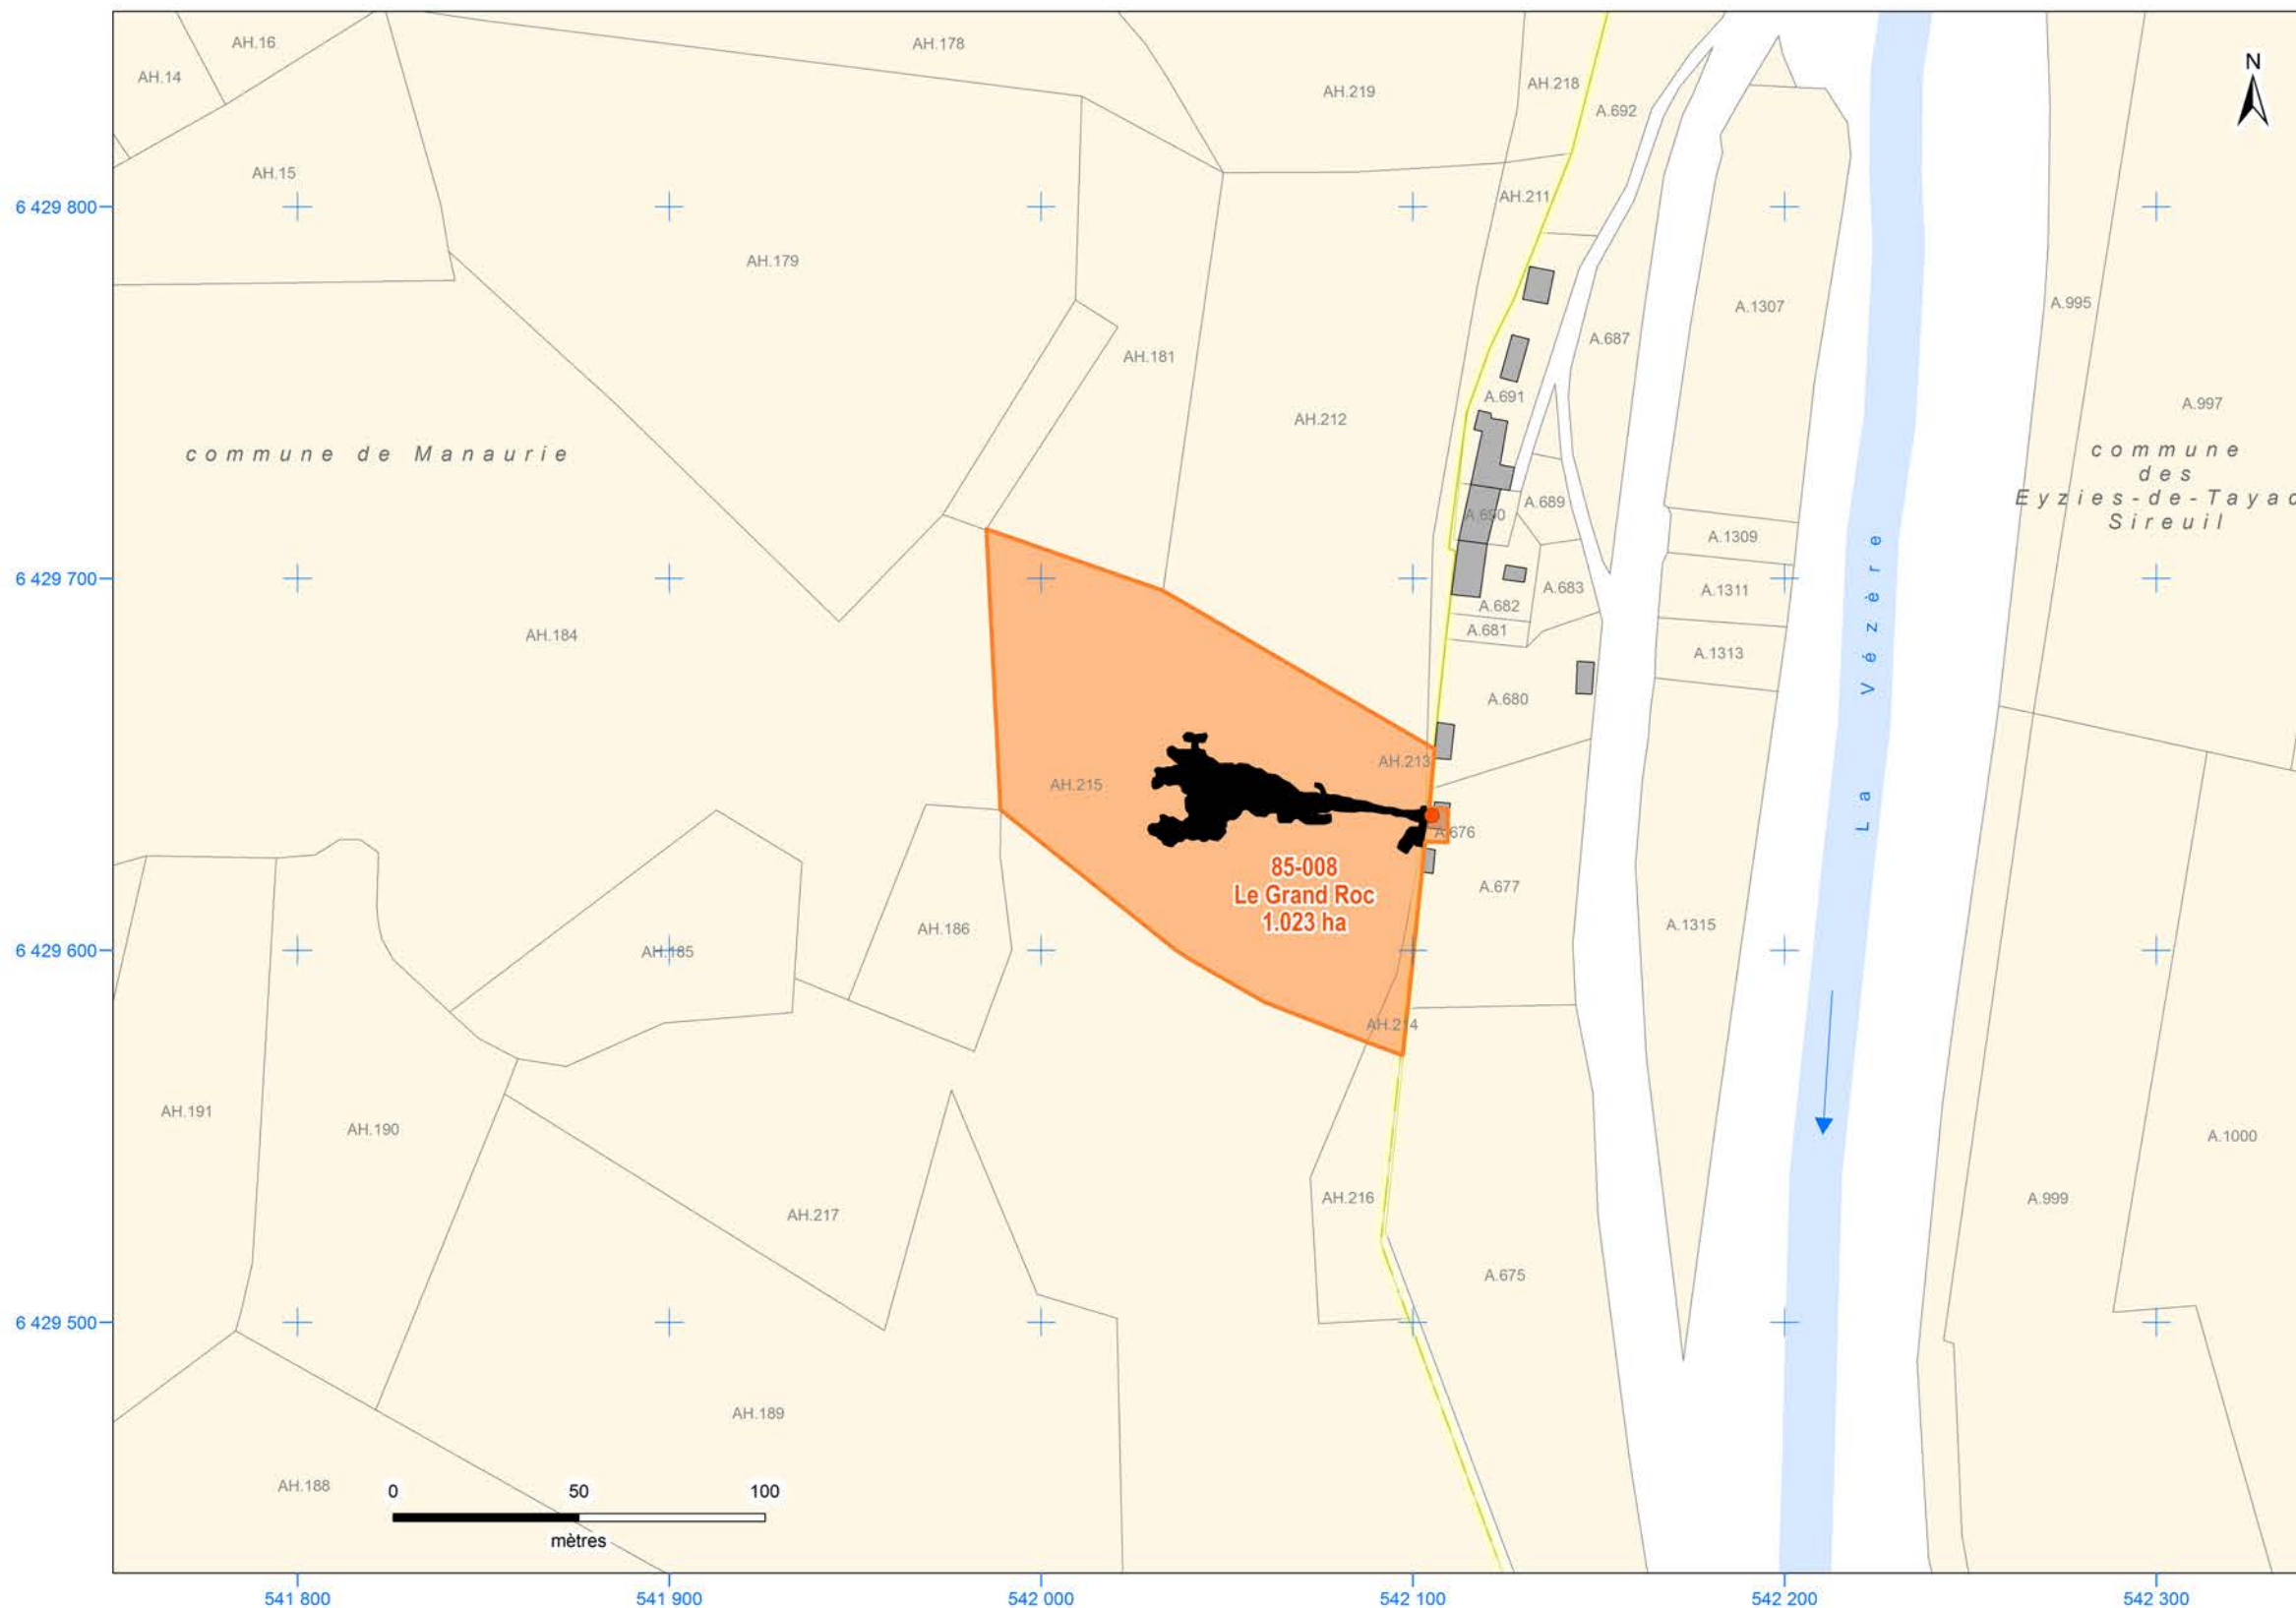 AH.16
AH.178
N
AH.14
AH.218
AH.219
A.692
AH.15
6 429 800
AH.211
AH.179
A.995
A.1307
A.687
AH.181
A.691
A.997
AH.212
commune de Manaurie
commune
des
Eyzies-de-Tayac
Sireuil
A.689
A.690
A.1309
La Vézère
6 429 700
A.683
A.1311
A.682
A.681
AH.184
A.1313
A.680
AH.213
AH.215
A.676
85-008
Le Grand Roc
1.023 ha
A.677
AH.186
A.1315
6 429 600
AH.185
AH.214
AH.191
AH.190
A.1000
AH.216
A.999
AH.217
A.675
6 429 500
AH.189
AH.188
0 50 100
mètres
541 800 541 900 542 000 542 100 542 200 542 300